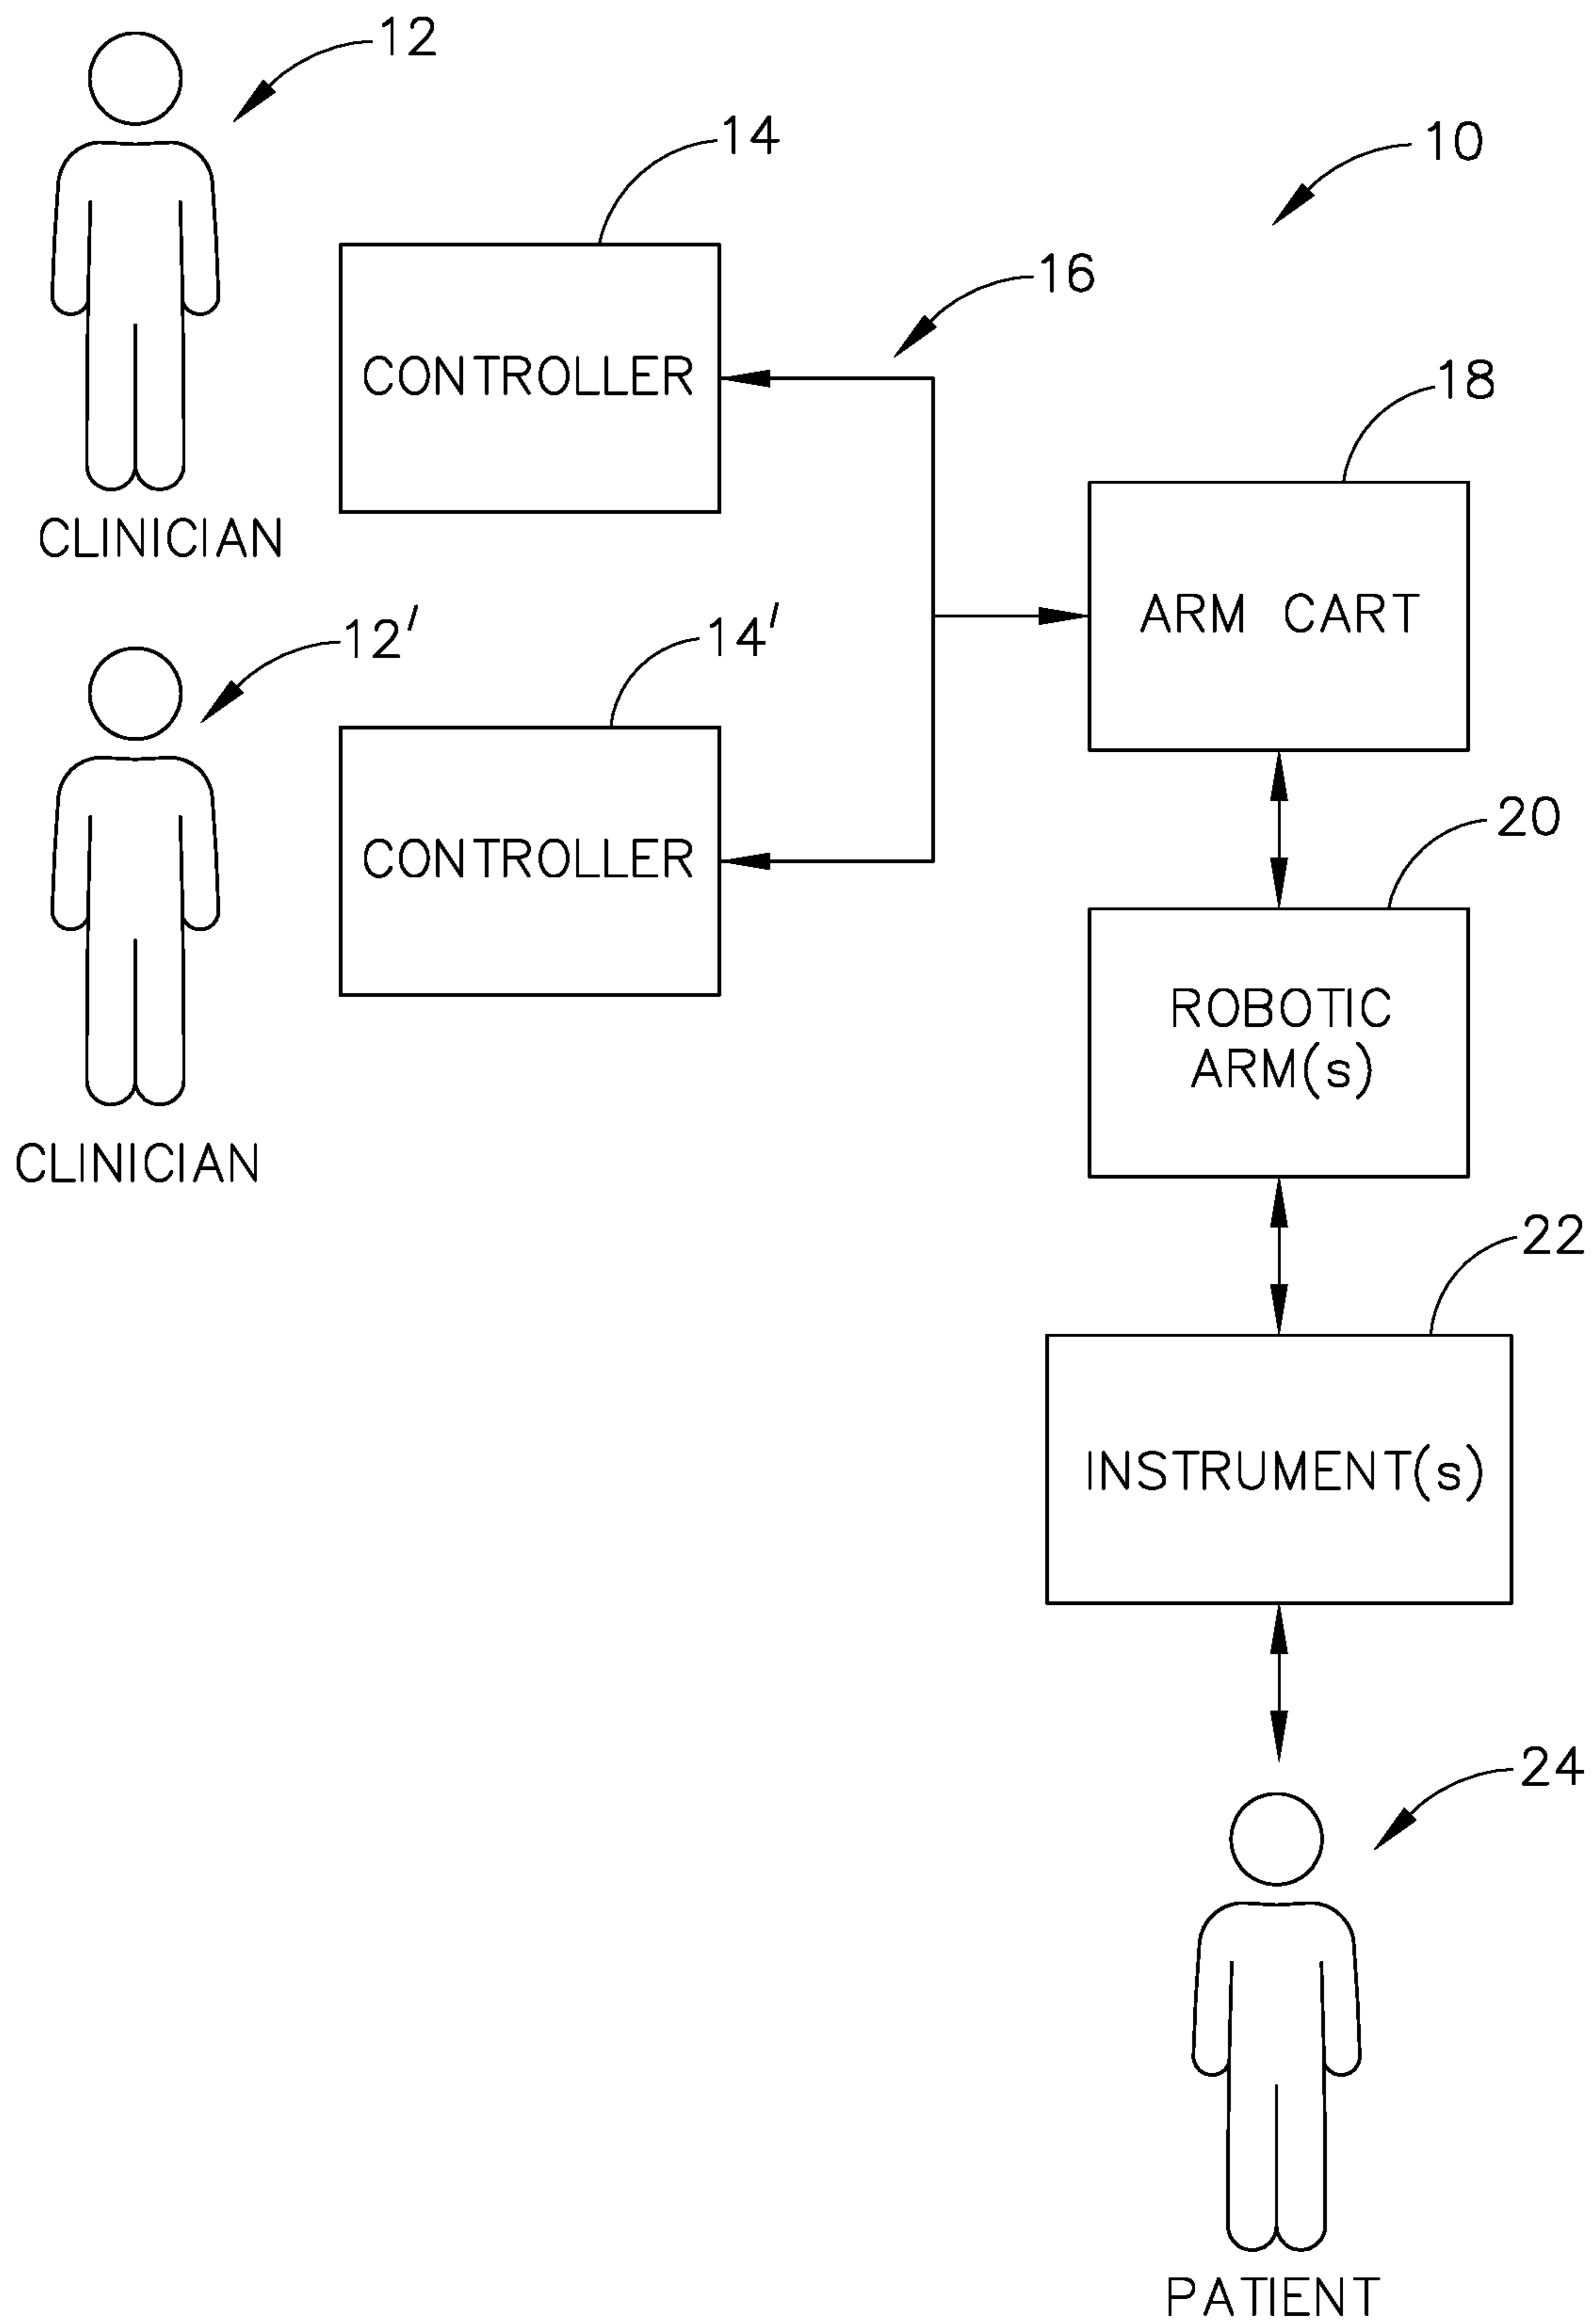 12
14
10
16
CONTROLLER
18
CLINICIAN
ARM CART
12'
14'
20
CONTROLLER
ROBOTIC
ARM(s)
CLINICIAN
22
INSTRUMENT(s)
24
PATIENT